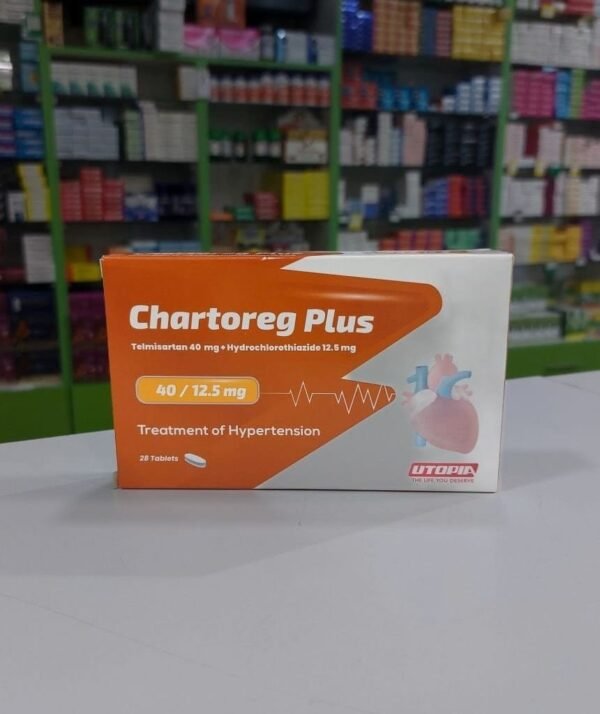 Chartoreg Plus
Telmisartan 40 mg + Hydrochlorothiazide 12.5 mg
40 / 12.5 mg
Treatment of Hypertension
28 Tablets
UTOPIA
THE LIFE YOU DESERVE